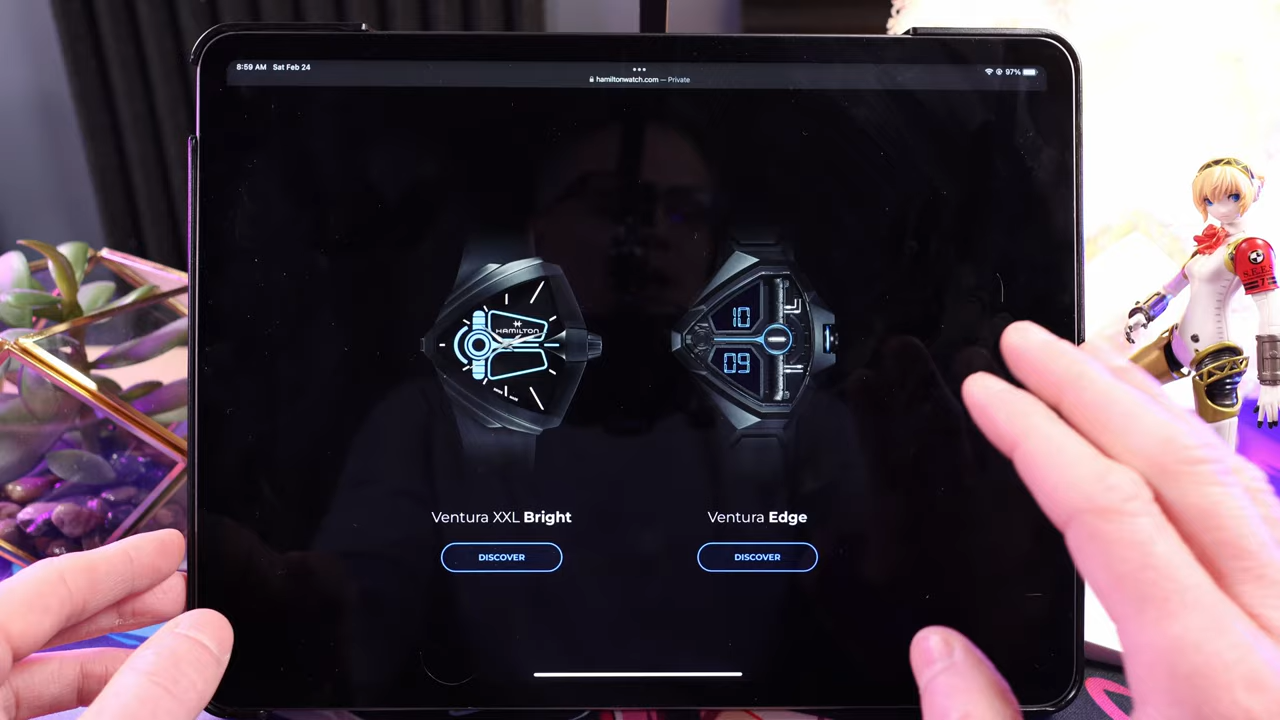 8:59 AM Sat Feb 24
hamiltonwatch.com — Private
97%
HAMILTON
10
09
Ventura XXL Bright
Ventura Edge
DISCOVER
DISCOVER
S.E.E.S